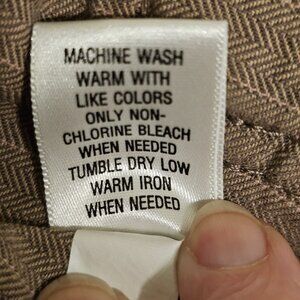 MACHINE WASH
WARM WITH
LIKE COLORS
ONLY NON-
CHLORINE BLEACH
WHEN NEEDED
TUMBLE DRY LOW
WARM IRON
WHEN NEEDED